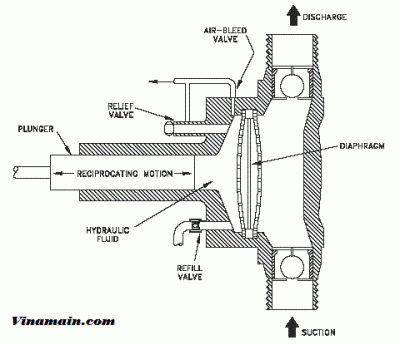 DISCHARGE
AIR-BLEED
VALVE
RELIEF
VALVE
PLUNGER
DIAPHRAGM
RECIPROCATING MOTION
HYDRAULIC
FLUID
REFILL
VALVE
Vinamain.com
SUCTION